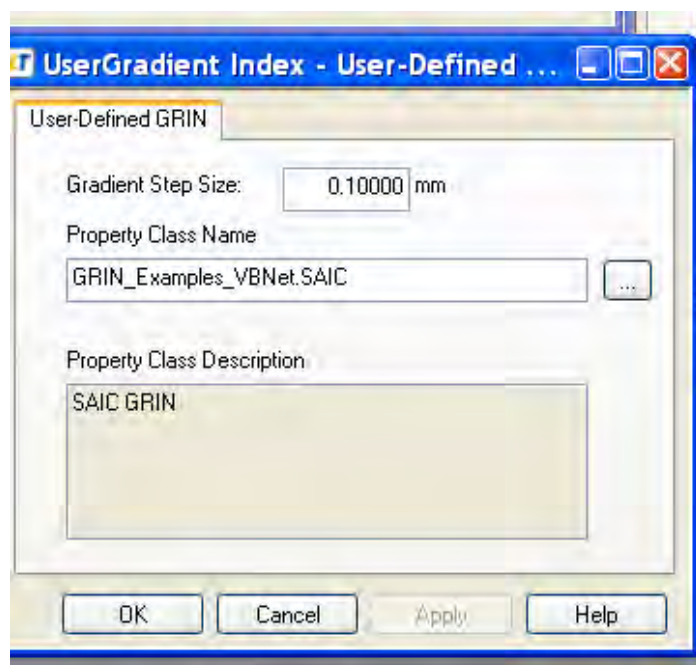 UserGradient Index - User-Defined ...
User-Defined GRIN
Gradient Step Size: 0.10000 mm
Property Class Name
GRIN_Examples_VBNet.SAIC
...
Property Class Description
SAIC GRIN
OK Cancel Apply Help